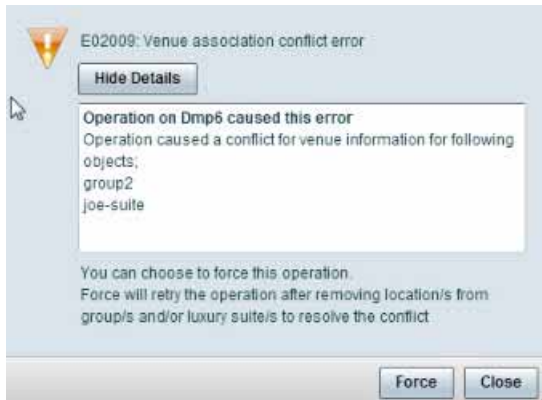 E02009: Venue association conflict error
Hide Details
Operation on Dmp6 caused this error
Operation caused a conflict for venue information for following
objects;
group2
joe-suite
You can choose to force this operation.
Force will retry the operation after removing location/s from
group/s and/or luxury suite/s to resolve the conflict
Force
Close